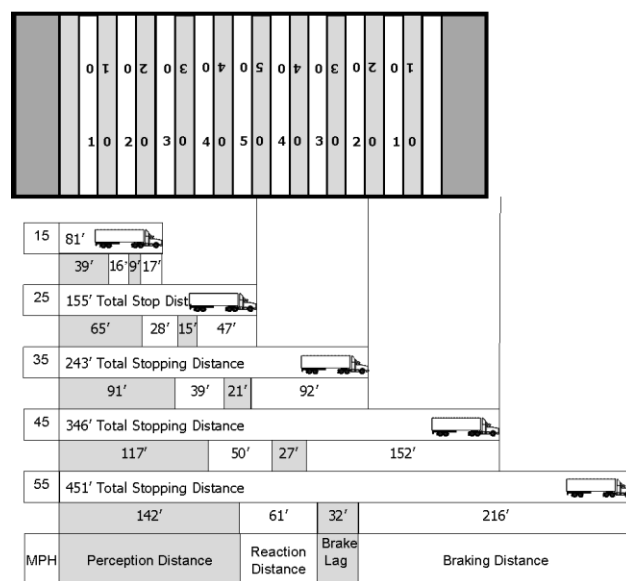 0 1 0 2 0 3 0 4 0 5 0 4 0 3 0 2 0 1
1 0 2 0 3 0 4 0 5 0 4 0 3 0 2 0 1 0
15 81′
39′ 16′ 9′ 17′
25 155′ Total Stop Dist
65′ 28′ 15′ 47′
35 243′ Total Stopping Distance
91′ 39′ 21′ 92′
45 346′ Total Stopping Distance
117′ 50′ 27′ 152′
55 451′ Total Stopping Distance
142′ 61′ 32′ 216′
MPH Perception Distance Reaction Distance Brake Lag Braking Distance